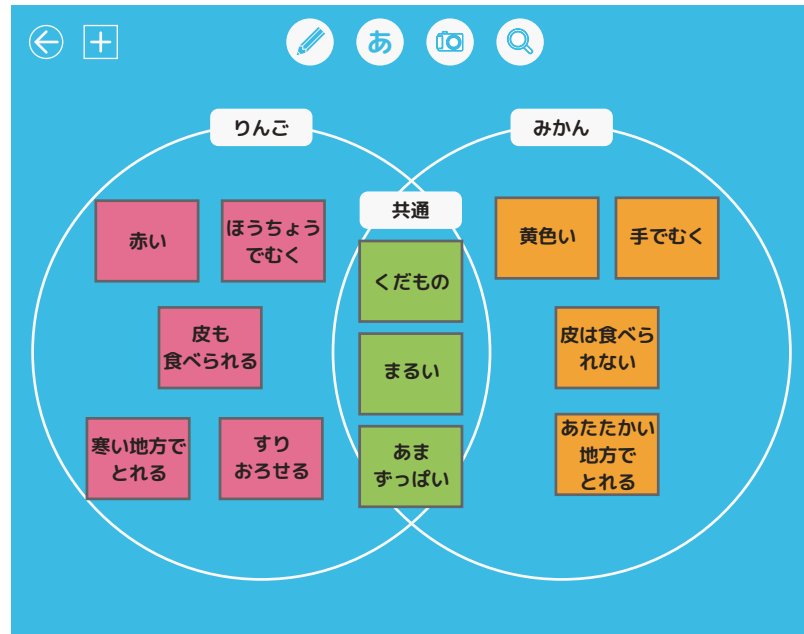 あ
りんご
みかん
共通
赤い
ほうちょう
でむく
皮も
食べられる
寒い地方で
とれる
すり
おろせる
くだもの
まるい
あま
ずっぱい
黄色い
手でむく
皮は食べら
れない
あたたかい
地方で
とれる